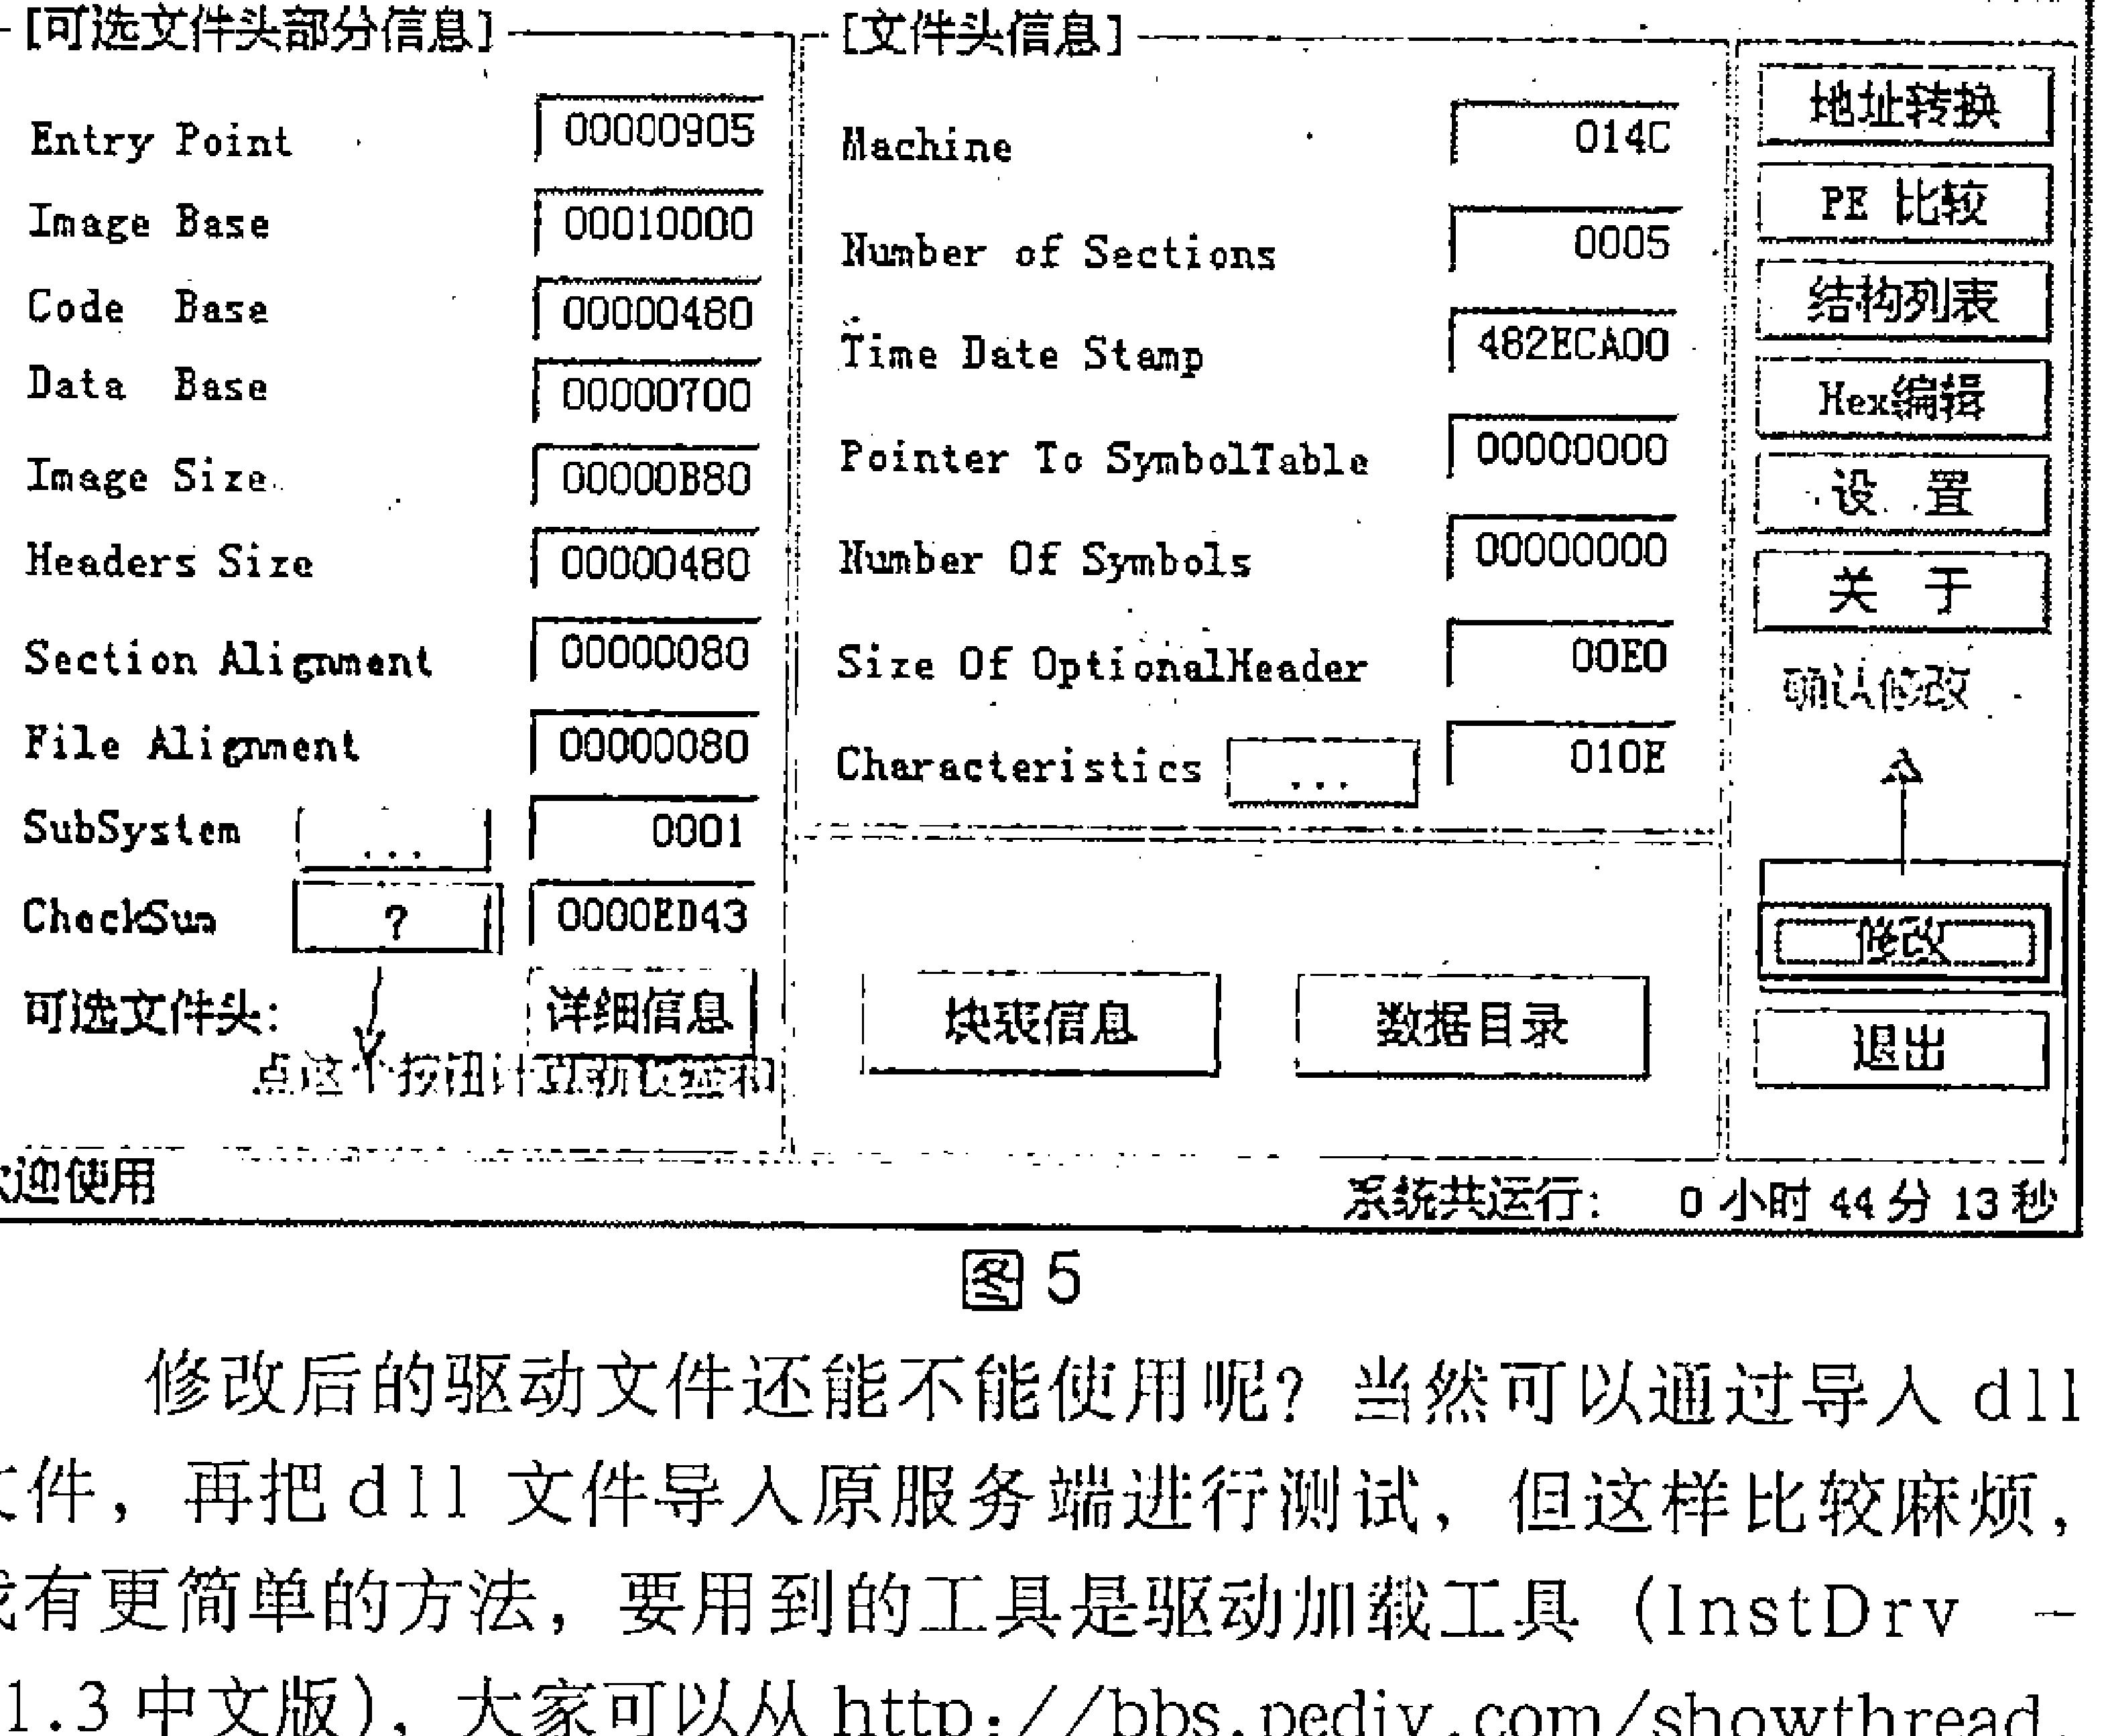 [可选文件头部分信息]
Entry Point 00000905
Image Base 00010000
Code Base 00000480
Data Base 00000700
Image Size 00000B80
Headers Size 00000480
Section Alignment 00000080
File Alignment 00000080
SubSystem ... 0001
CheckSum ? 0000ED43
可选文件头: 详细信息
点这个按钮
[文件头信息]
Machine 014C
Number of Sections 0005
Time Date Stamp 482ECA00
Pointer To SymbolTable 00000000
Number Of Symbols 00000000
Size Of OptionalHeader 00E0
Characteristics ... 010E
块表信息 数据目录
地址转换
PE 比较
结构列表
Hex编辑
设 置
关 于
确认修改
修改
退出
迎使用 系统共运行: 0 小时 44 分 13 秒
图 5
修改后的驱动文件还能不能使用呢? 当然可以通过导入 dll
文件, 再把 dll 文件导入原服务端进行测试, 但这样比较麻烦,
我有更简单的方法, 要用到的工具是驱动加载工具 (InstDrv -
1.3 中文版), 大家可以从 http://bbs.pediy.com/showthread.